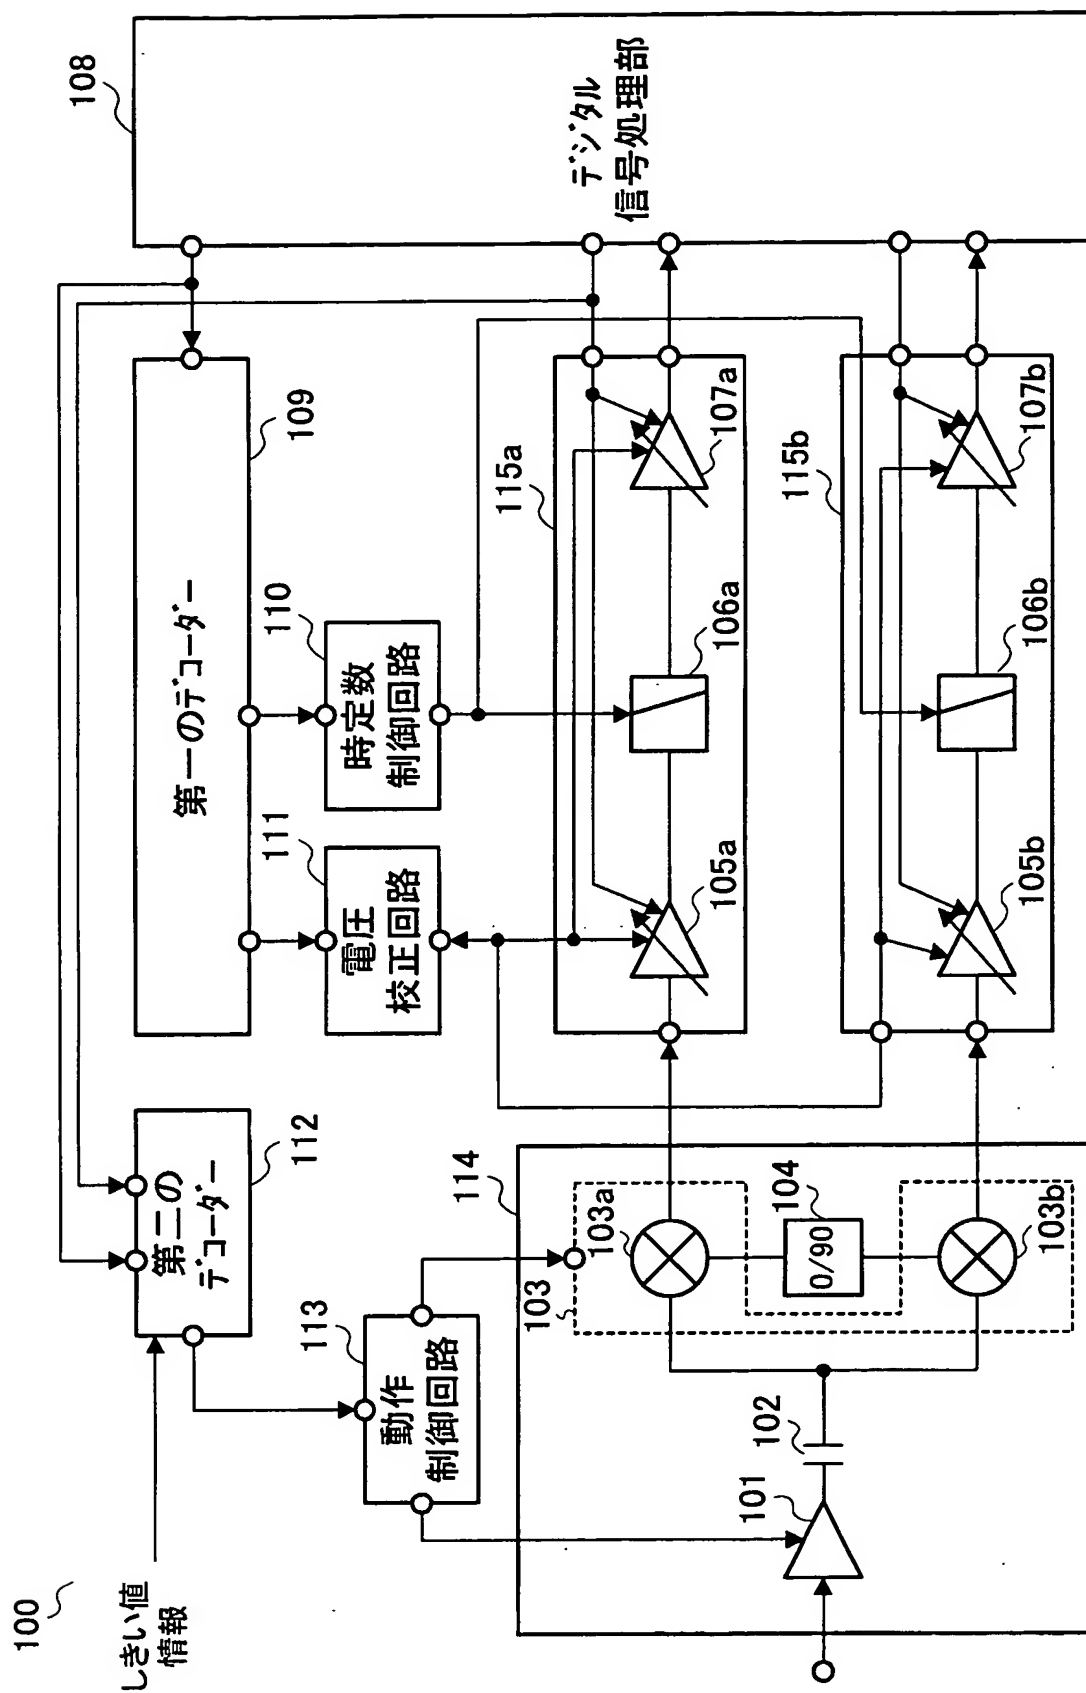 100
しきい値
情報
第二の
デコーダー
112
第一のデコーダー
109
108
デジタル
信号処理部
動作
制御回路
113
電圧
校正回路
111
時定数
制御回路
110
114
101
102
103
103a
104
0/90
103b
115a
105a
106a
107a
115b
105b
106b
107b